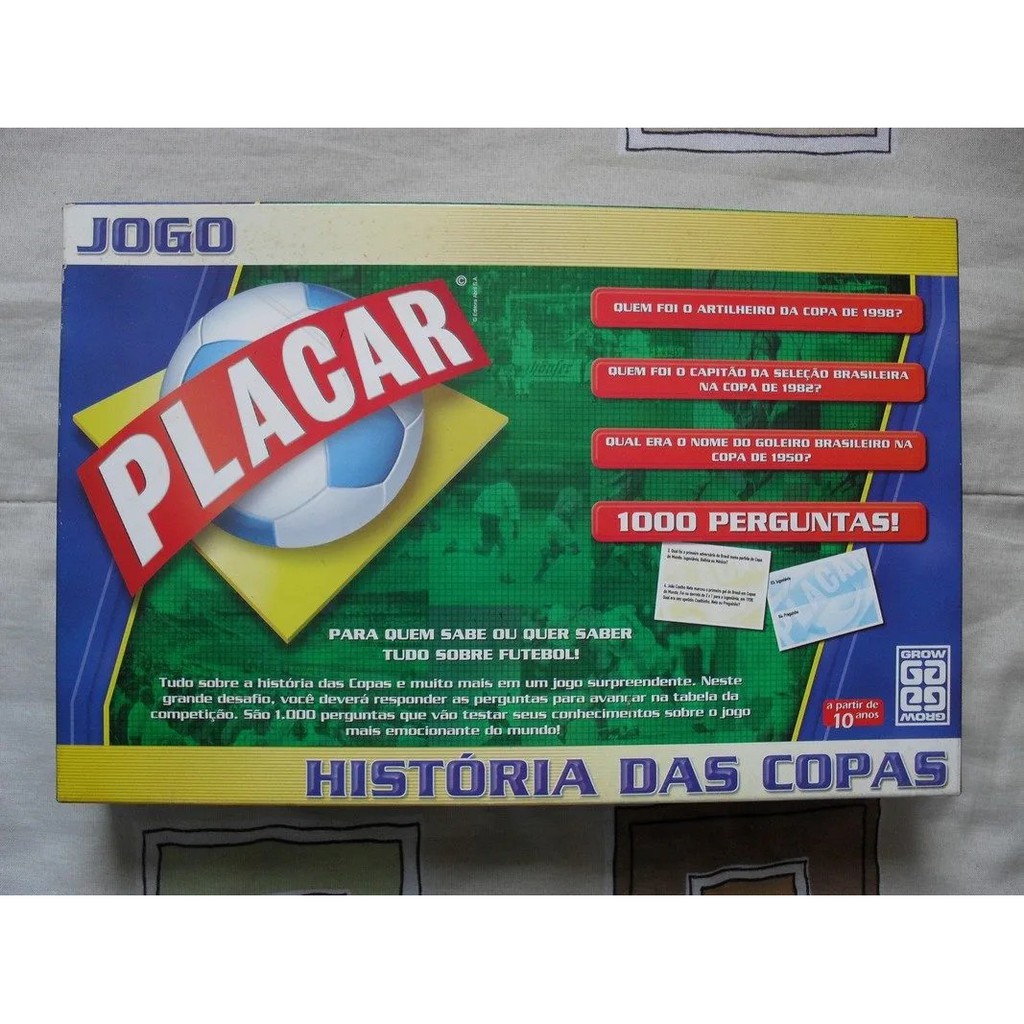 JOGO
PLACAR
©
QUEM FOI O ARTILHEIRO DA COPA DE 1998?
QUEM FOI O CAPITÃO DA SELEÇÃO BRASILEIRA
NA COPA DE 1982?
QUAL ERA O NOME DO GOLEIRO BRASILEIRO NA
COPA DE 1950?
1000 PERGUNTAS!
PARA QUEM SABE OU QUER SABER
TUDO SOBRE FUTEBOL!
Tudo sobre a história das Copas e muito mais em um jogo surpreendente. Neste
grande desafio, você deverá responder as perguntas para avançar na tabela da
competição. São 1.000 perguntas que vão testar seus conhecimentos sobre o jogo
mais emocionante do mundo!
GROW
GROW
a partir de
10 anos
HISTÓRIA DAS COPAS